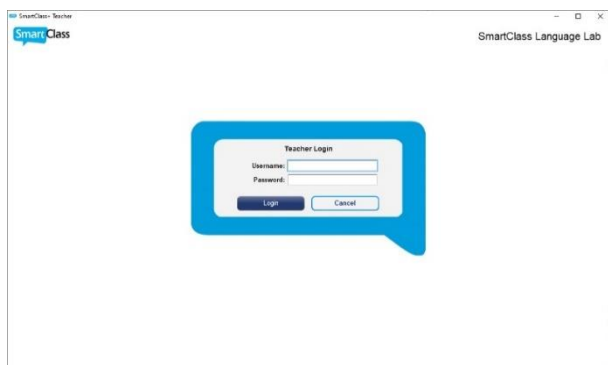 SmartClass+ Teacher
SmartClass
SmartClass Language Lab
Teacher Login
Username:
Password:
Login
Cancel